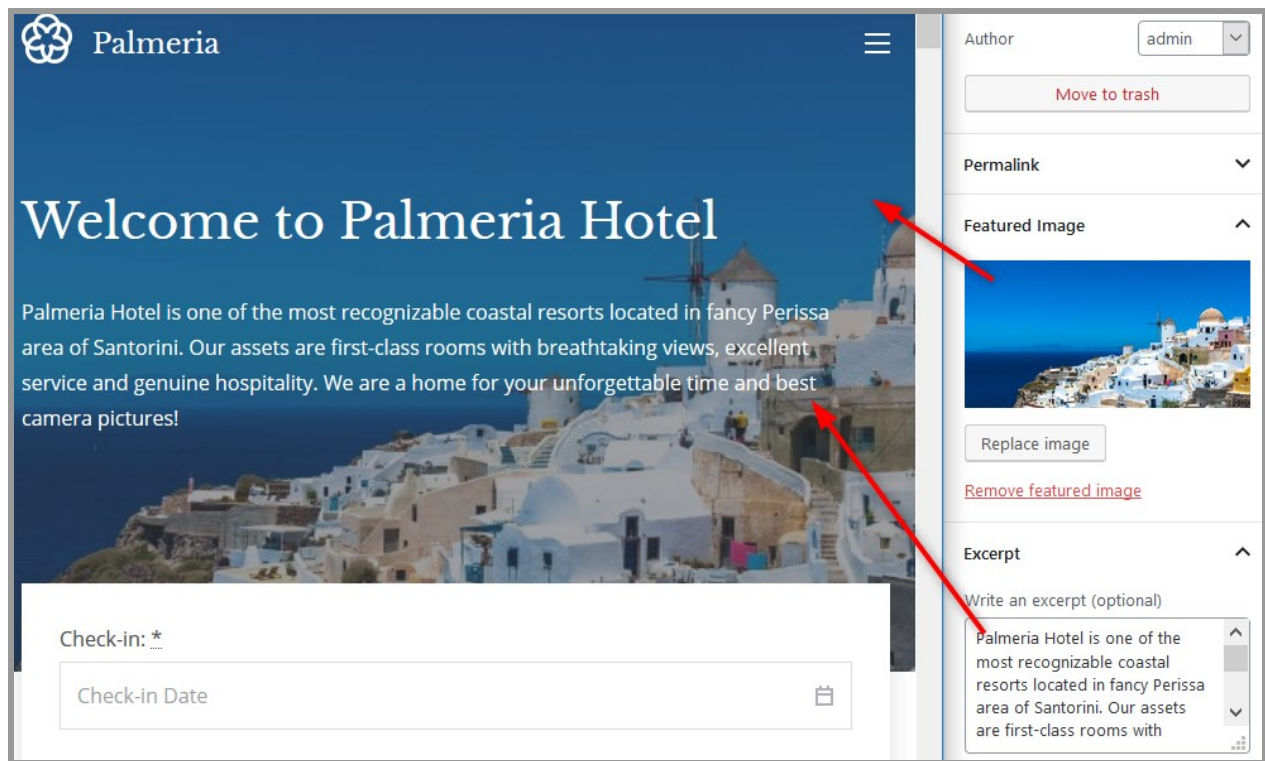 Palmeria
Welcome to Palmeria Hotel
Palmeria Hotel is one of the most recognizable coastal resorts located in fancy Perissa
area of Santorini. Our assets are first-class rooms with breathtaking views, excellent
service and genuine hospitality. We are a home for your unforgettable time and best
camera pictures!
Check-in: *
Check-in Date
Author
admin
Move to trash
Permalink
Featured Image
Replace image
Remove featured image
Excerpt
Write an excerpt (optional)
Palmeria Hotel is one of the
most recognizable coastal
resorts located in fancy Perissa
area of Santorini. Our assets
are first-class rooms with